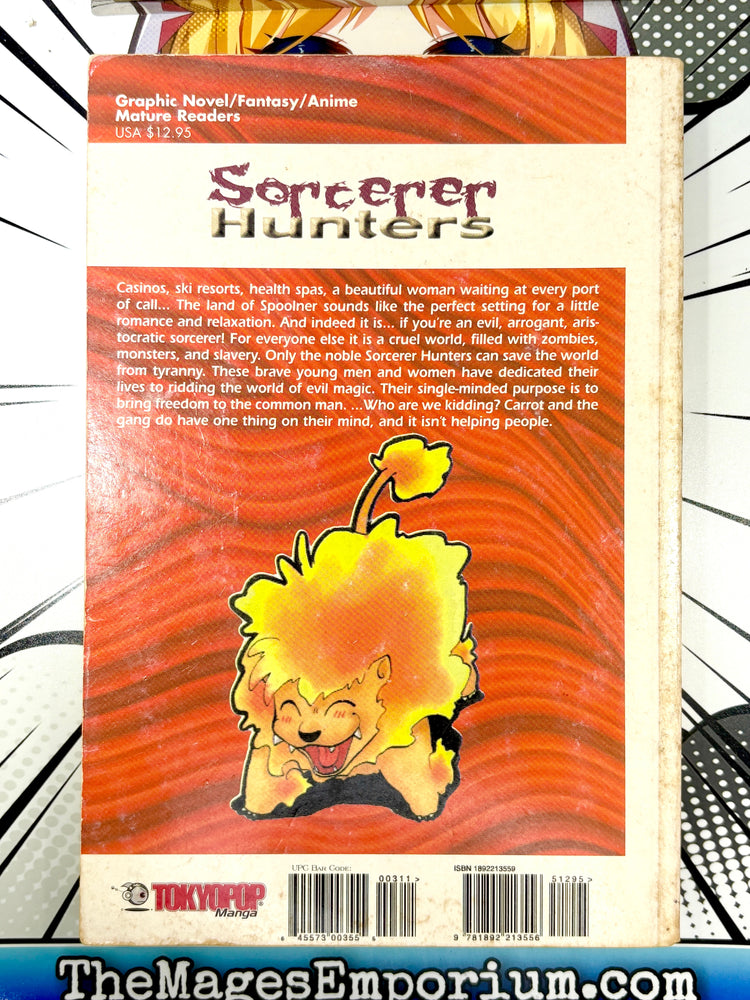 Graphic Novel/Fantasy/Anime
Mature Readers
USA $12.95
Sorcerer
Hunters
Casinos, ski resorts, health spas, a beautiful woman waiting at every port
of call... The land of Spoolner sounds like the perfect setting for a little
romance and relaxation. And indeed it is... if you're an evil, arrogant, aris-
tocratic sorcerer! For everyone else it is a cruel world, filled with zombies,
monsters, and slavery. Only the noble Sorcerer Hunters can save the world
from tyranny. These brave young men and women have dedicated their
lives to ridding the world of evil magic. Their single-minded purpose is to
bring freedom to the common man. ...Who are we kidding? Carrot and the
gang do have one thing on their mind, and it isn't helping people.
TOKYOPOP
Manga
UPC BAR CODE:
00311>
6 45573 00355 6
ISBN 1892213559
51295>
9 781892 213556
TheMagesEmporium.com